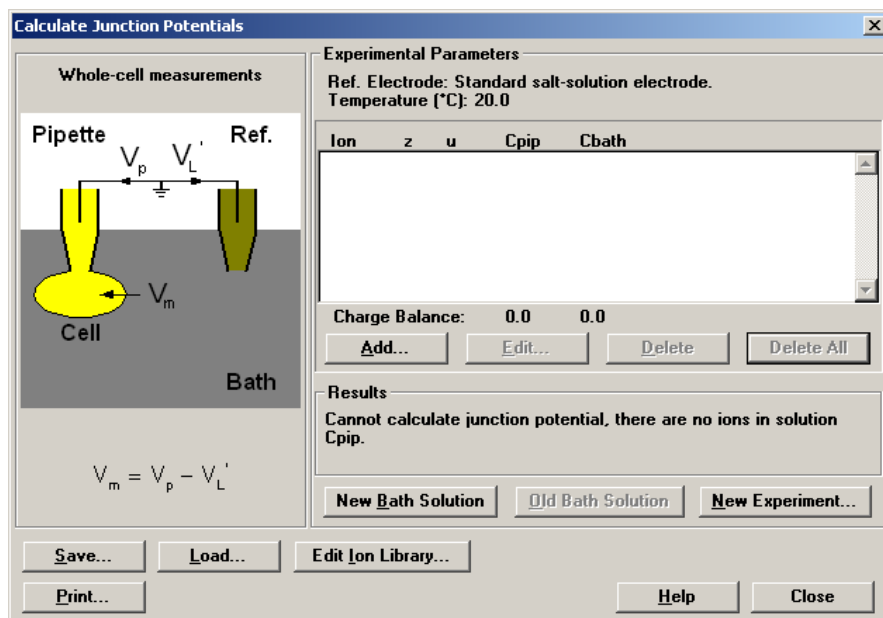 Calculate Junction Potentials
Whole-cell measurements
Pipette
Ref.
Vp
VL'
Vm
Cell
Bath
Vm = Vp – VL'
Experimental Parameters
Ref. Electrode: Standard salt-solution electrode.
Temperature (°C): 20.0
Ion z u Cpip Cbath
Charge Balance: 0.0 0.0
Add... Edit... Delete Delete All
Results
Cannot calculate junction potential, there are no ions in solution
Cpip.
New Bath Solution Old Bath Solution New Experiment...
Save... Load... Edit Ion Library...
Print... Help Close